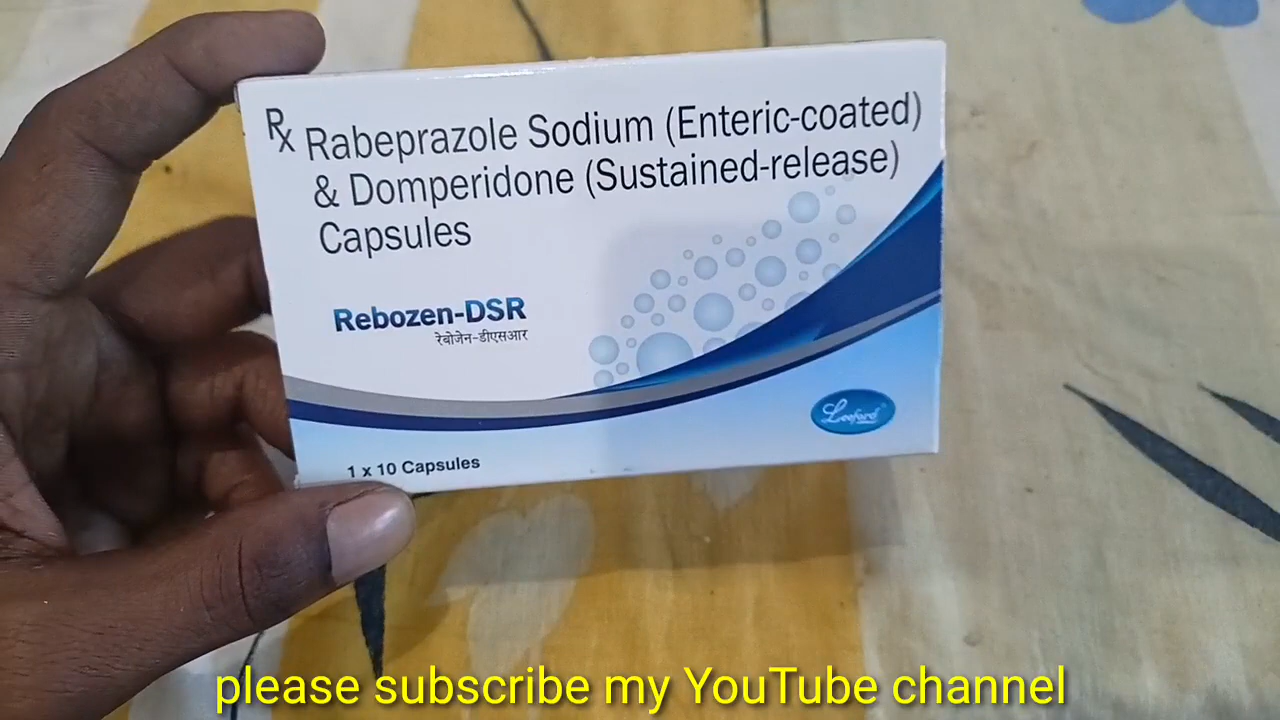 Rx Rabeprazole Sodium (Enteric-coated)
& Domperidone (Sustained-release)
Capsules
Rebozen-DSR
रेबोजेन-डीएसआर
Leeford
1 x 10 Capsules
please subscribe my YouTube channel